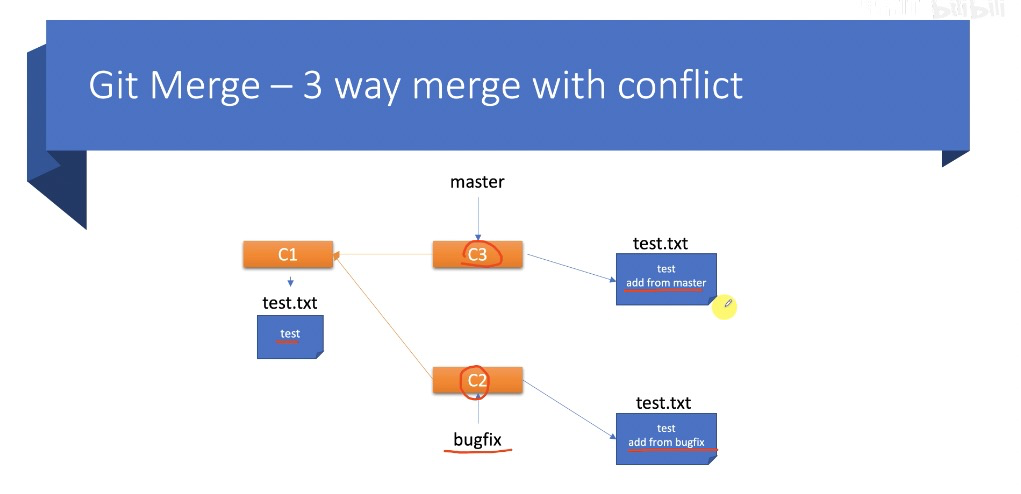 bilibili
Git Merge – 3 way merge with conflict
master
C1
C3
test.txt
test
add from master
test.txt
test
C2
bugfix
test.txt
test
add from bugfix